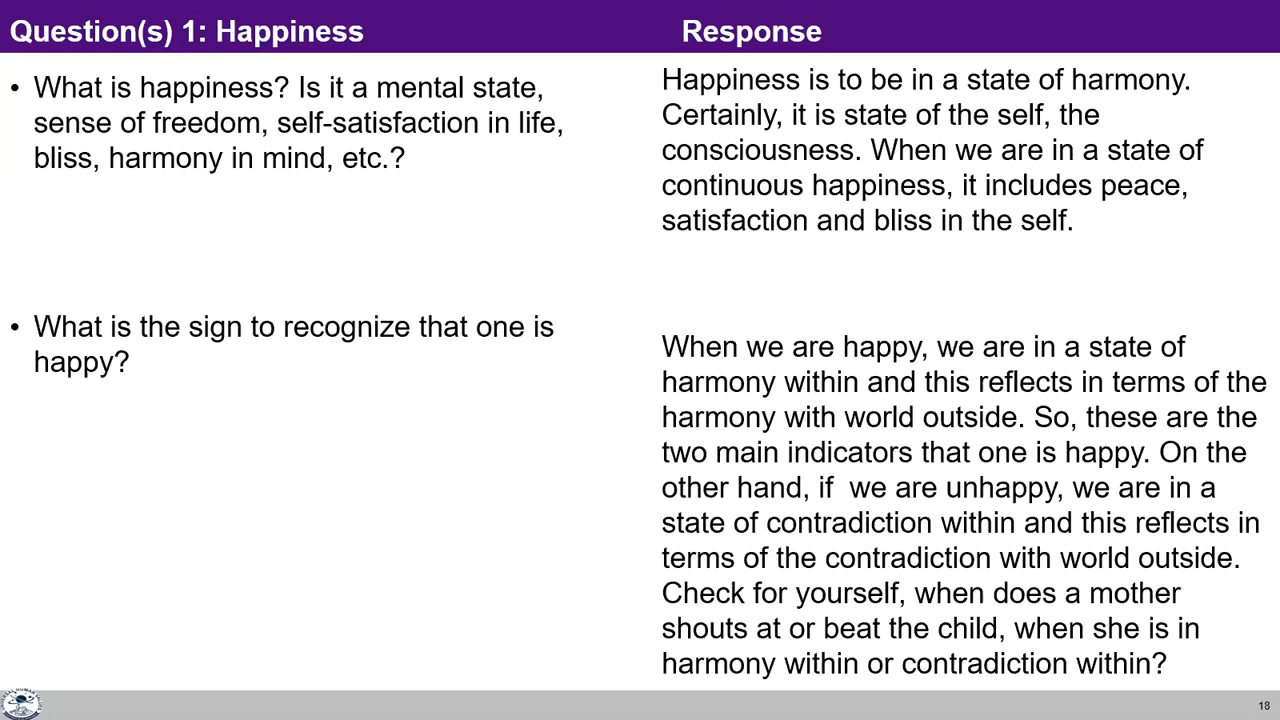 Question(s) 1: Happiness
Response
• What is happiness? Is it a mental state,
sense of freedom, self-satisfaction in life,
bliss, harmony in mind, etc.?
Happiness is to be in a state of harmony.
Certainly, it is state of the self, the
consciousness. When we are in a state of
continuous happiness, it includes peace,
satisfaction and bliss in the self.
• What is the sign to recognize that one is
happy?
When we are happy, we are in a state of
harmony within and this reflects in terms of the
harmony with world outside. So, these are the
two main indicators that one is happy. On the
other hand, if  we are unhappy, we are in a
state of contradiction within and this reflects in
terms of the contradiction with world outside.
Check for yourself, when does a mother
shouts at or beat the child, when she is in
harmony within or contradiction within?
18